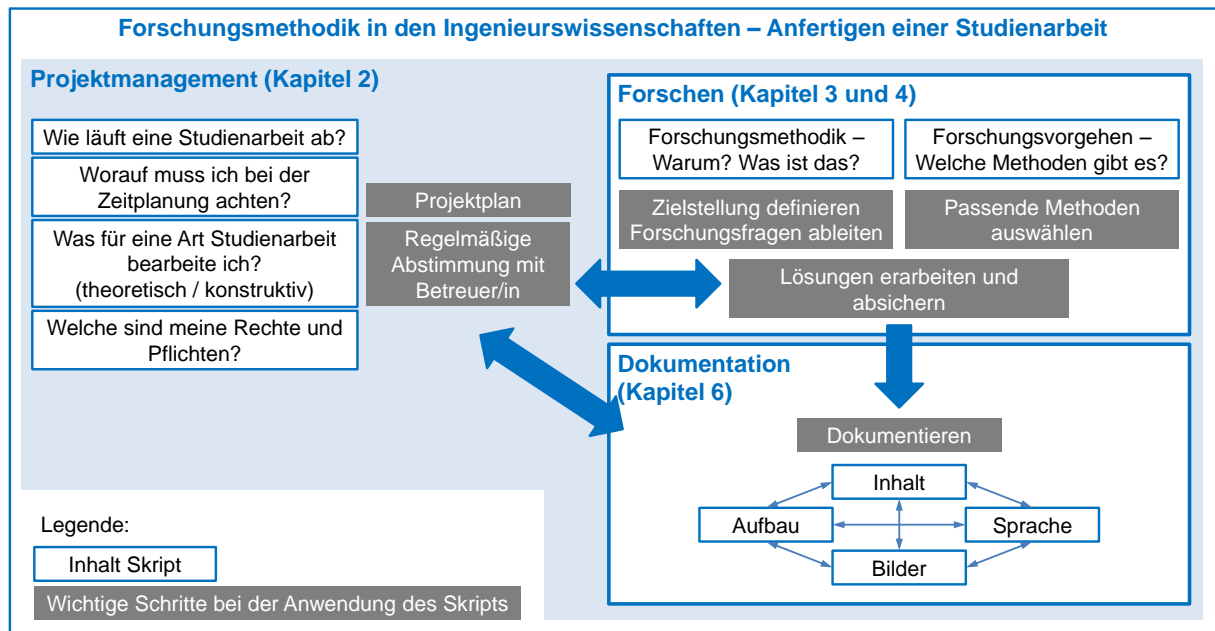 Forschungsmethodik in den Ingenieurswissenschaften – Anfertigen einer Studienarbeit
Projektmanagement (Kapitel 2)
Wie läuft eine Studienarbeit ab?
Worauf muss ich bei der
Zeitplanung achten?
Was für eine Art Studienarbeit
bearbeite ich?
(theoretisch / konstruktiv)
Welche sind meine Rechte und
Pflichten?
Projektplan
Regelmäßige
Abstimmung mit
Betreuer/in
Forschen (Kapitel 3 und 4)
Forschungsmethodik –
Warum? Was ist das?
Forschungsvorgehen –
Welche Methoden gibt es?
Zielstellung definieren
Forschungsfragen ableiten
Passende Methoden
auswählen
Lösungen erarbeiten und
absichern
Dokumentation
(Kapitel 6)
Dokumentieren
Inhalt
Aufbau
Sprache
Bilder
Legende:
Inhalt Skript
Wichtige Schritte bei der Anwendung des Skripts